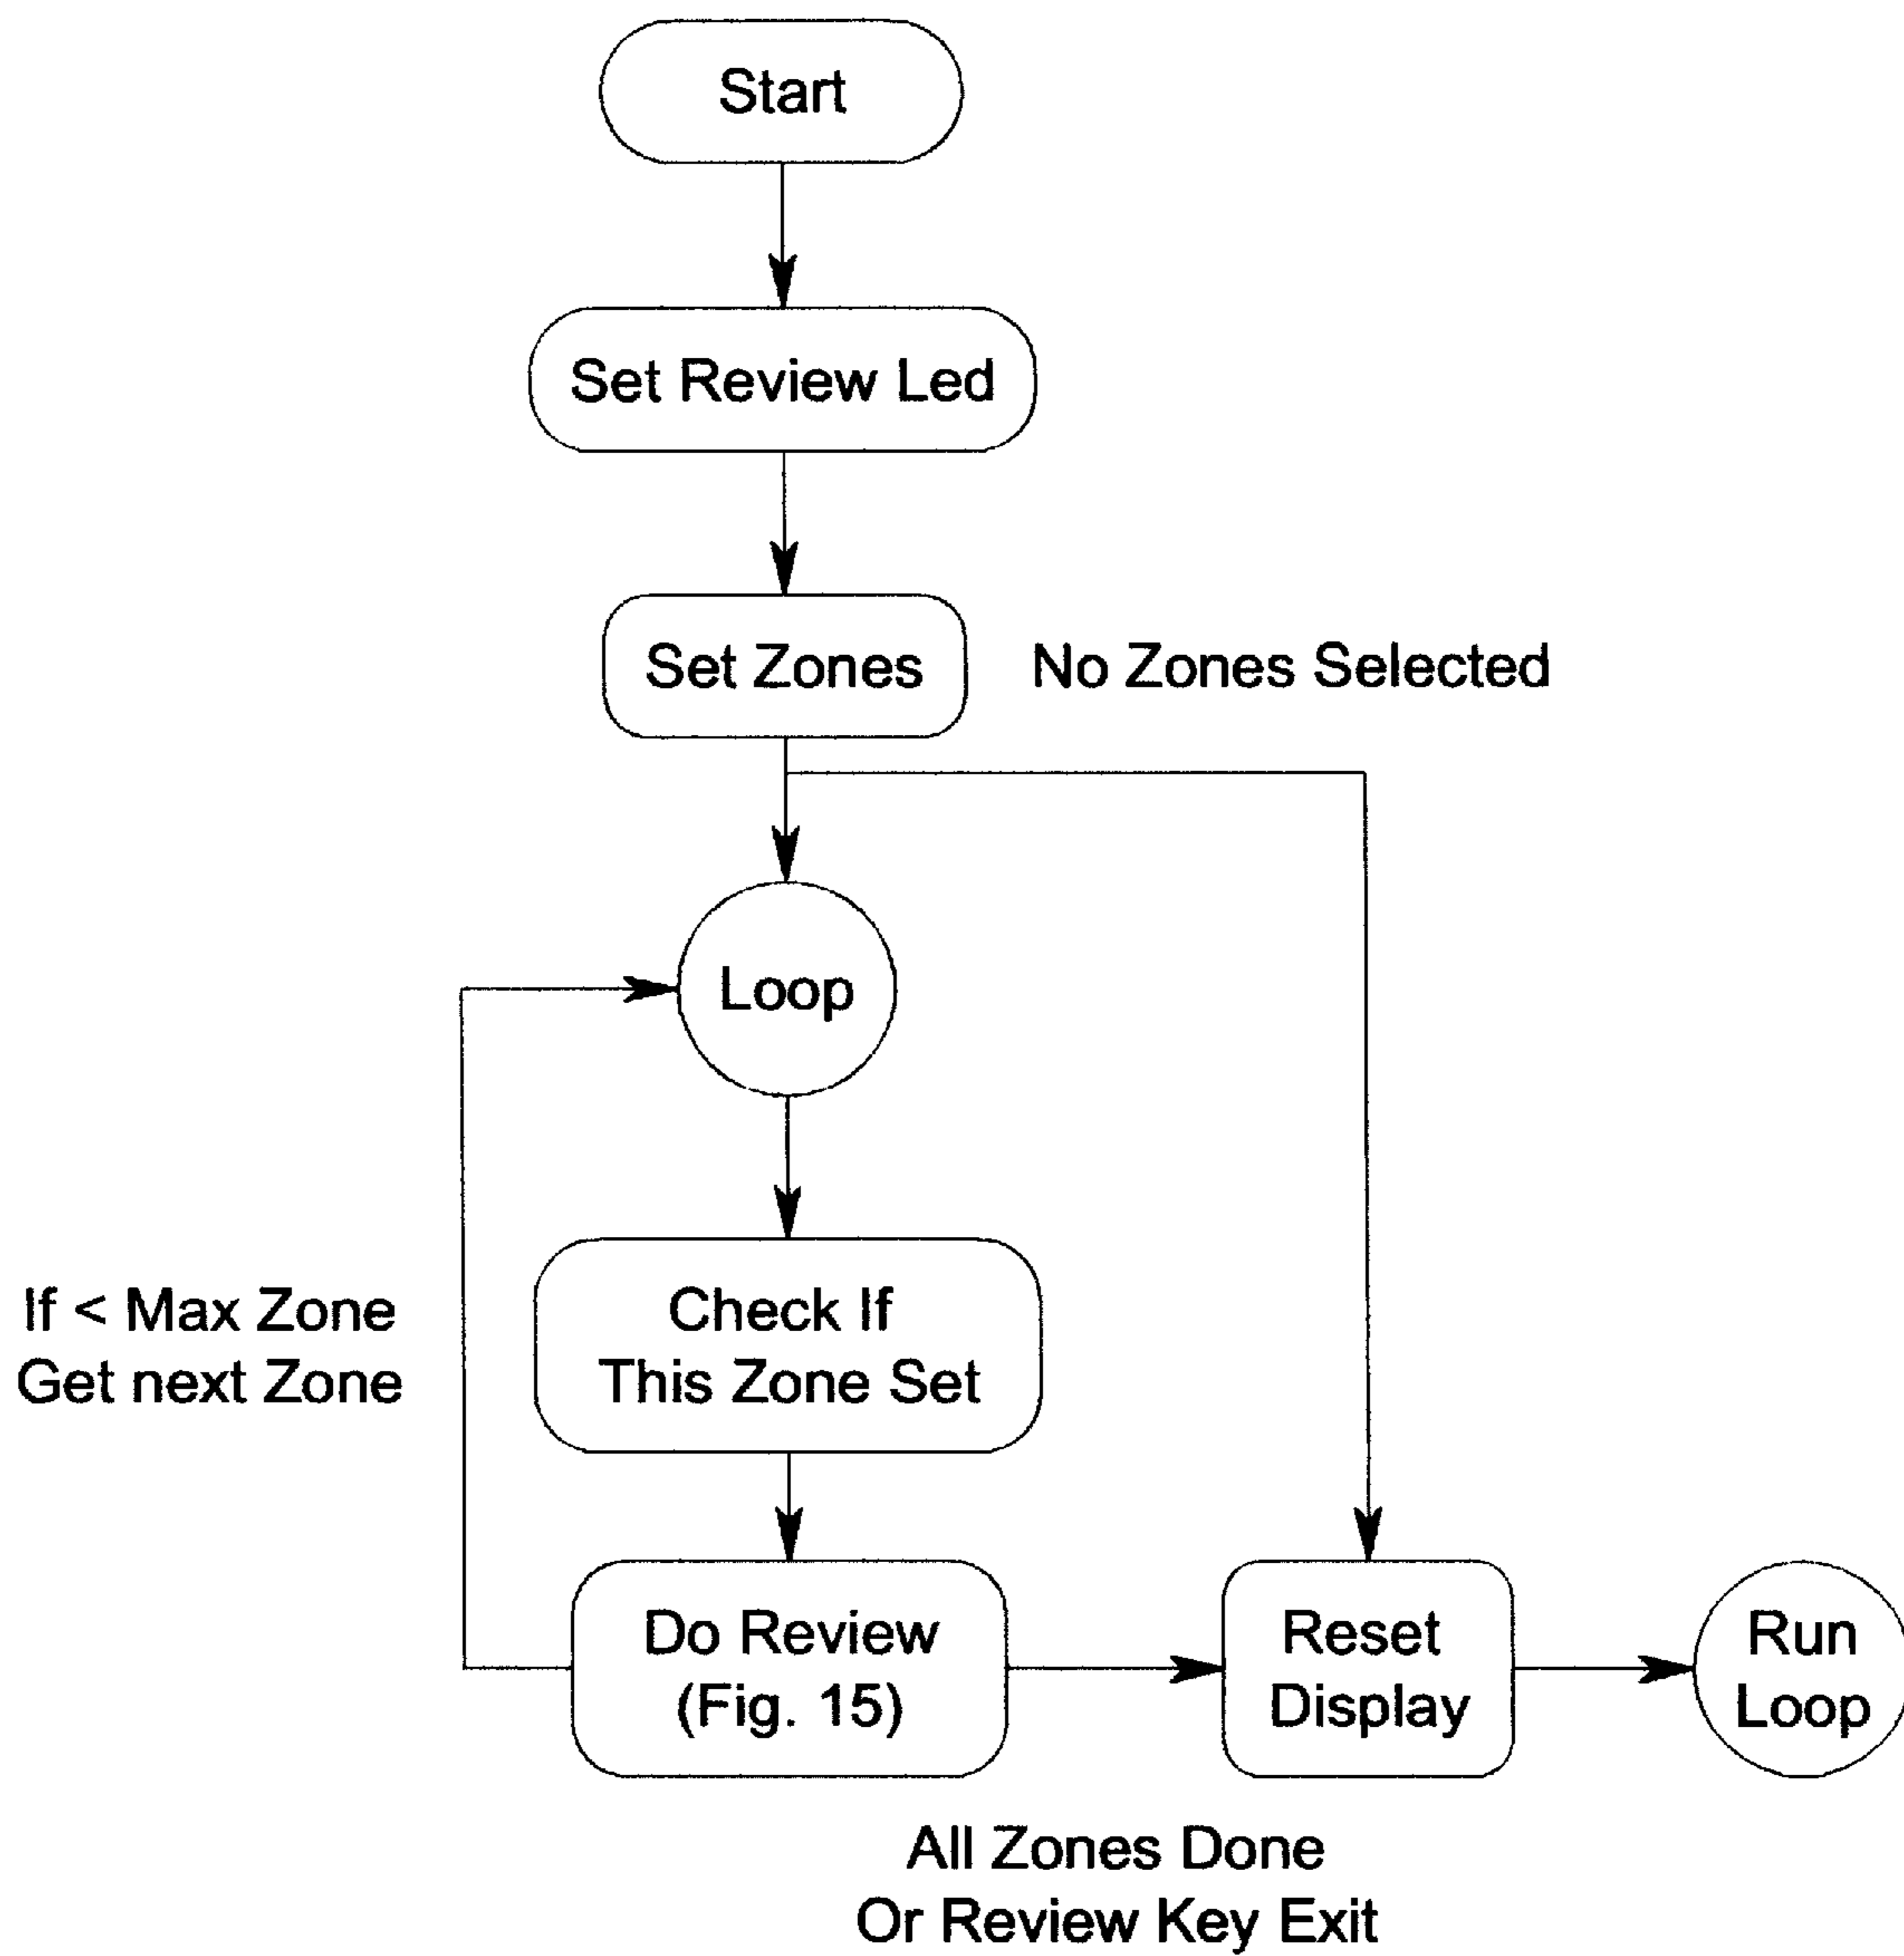 Start
Set Review Led
Set Zones
No Zones Selected
Loop
If < Max Zone
Get next Zone
Check If
This Zone Set
Do Review
(Fig. 15)
Reset
Display
Run
Loop
All Zones Done
Or Review Key Exit